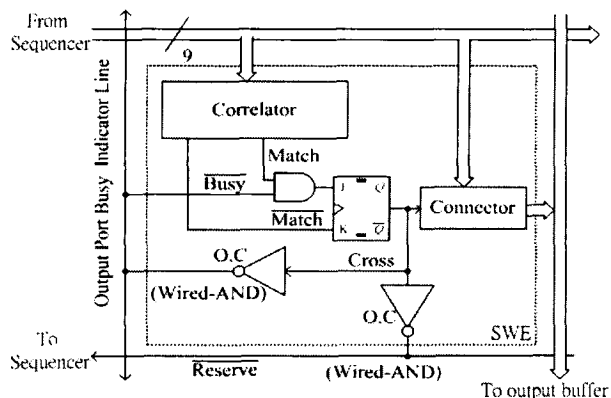 From
Sequencer
9
Output Port Busy Indicator Line
Correlator
Match
Busy
J
Q
Match
K
Q
Connector
O.C
Cross
(Wired-AND)
O.C
SWE
To
Sequencer
Reserve
(Wired-AND)
To output buffer